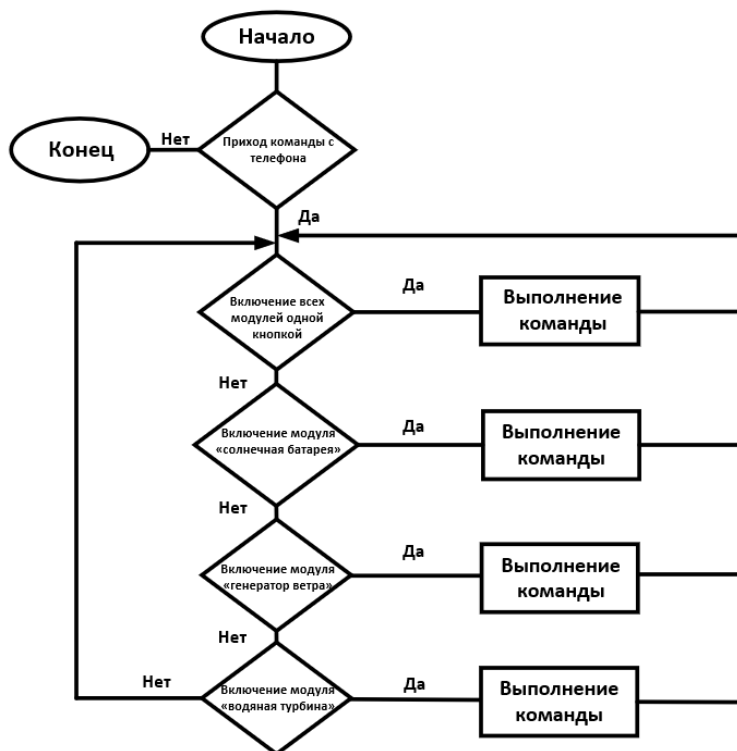 Начало
Приход команды с
телефона
Нет
Конец
Да
Включение всех
модулей одной
кнопкой
Да
Выполнение
команды
Нет
Включение модуля
«солнечная батарея»
Да
Выполнение
команды
Нет
Включение модуля
«генератор ветра»
Да
Выполнение
команды
Нет
Нет
Включение модуля
«водяная турбина»
Да
Выполнение
команды